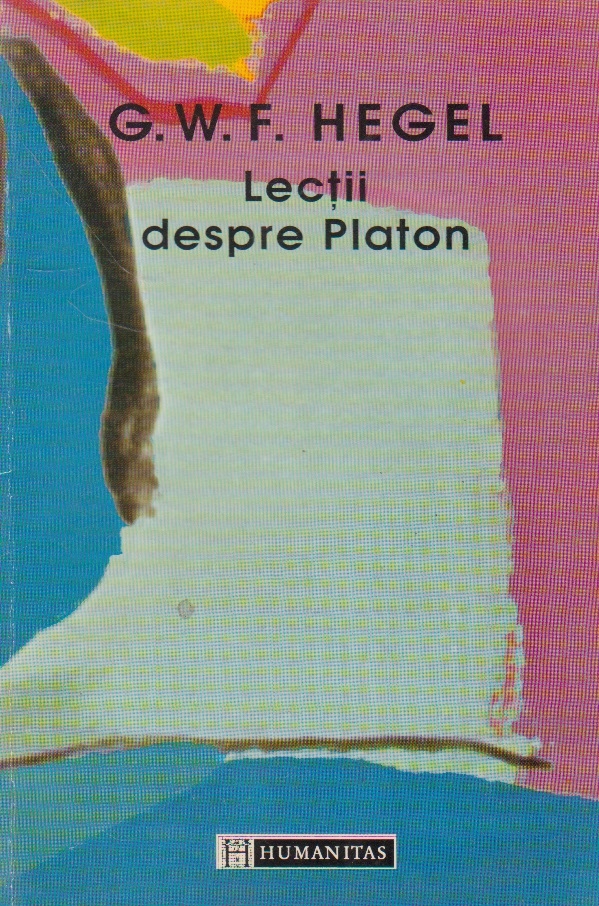 G. W. F. HEGEL
Lecții
despre Platon
H HUMANITAS